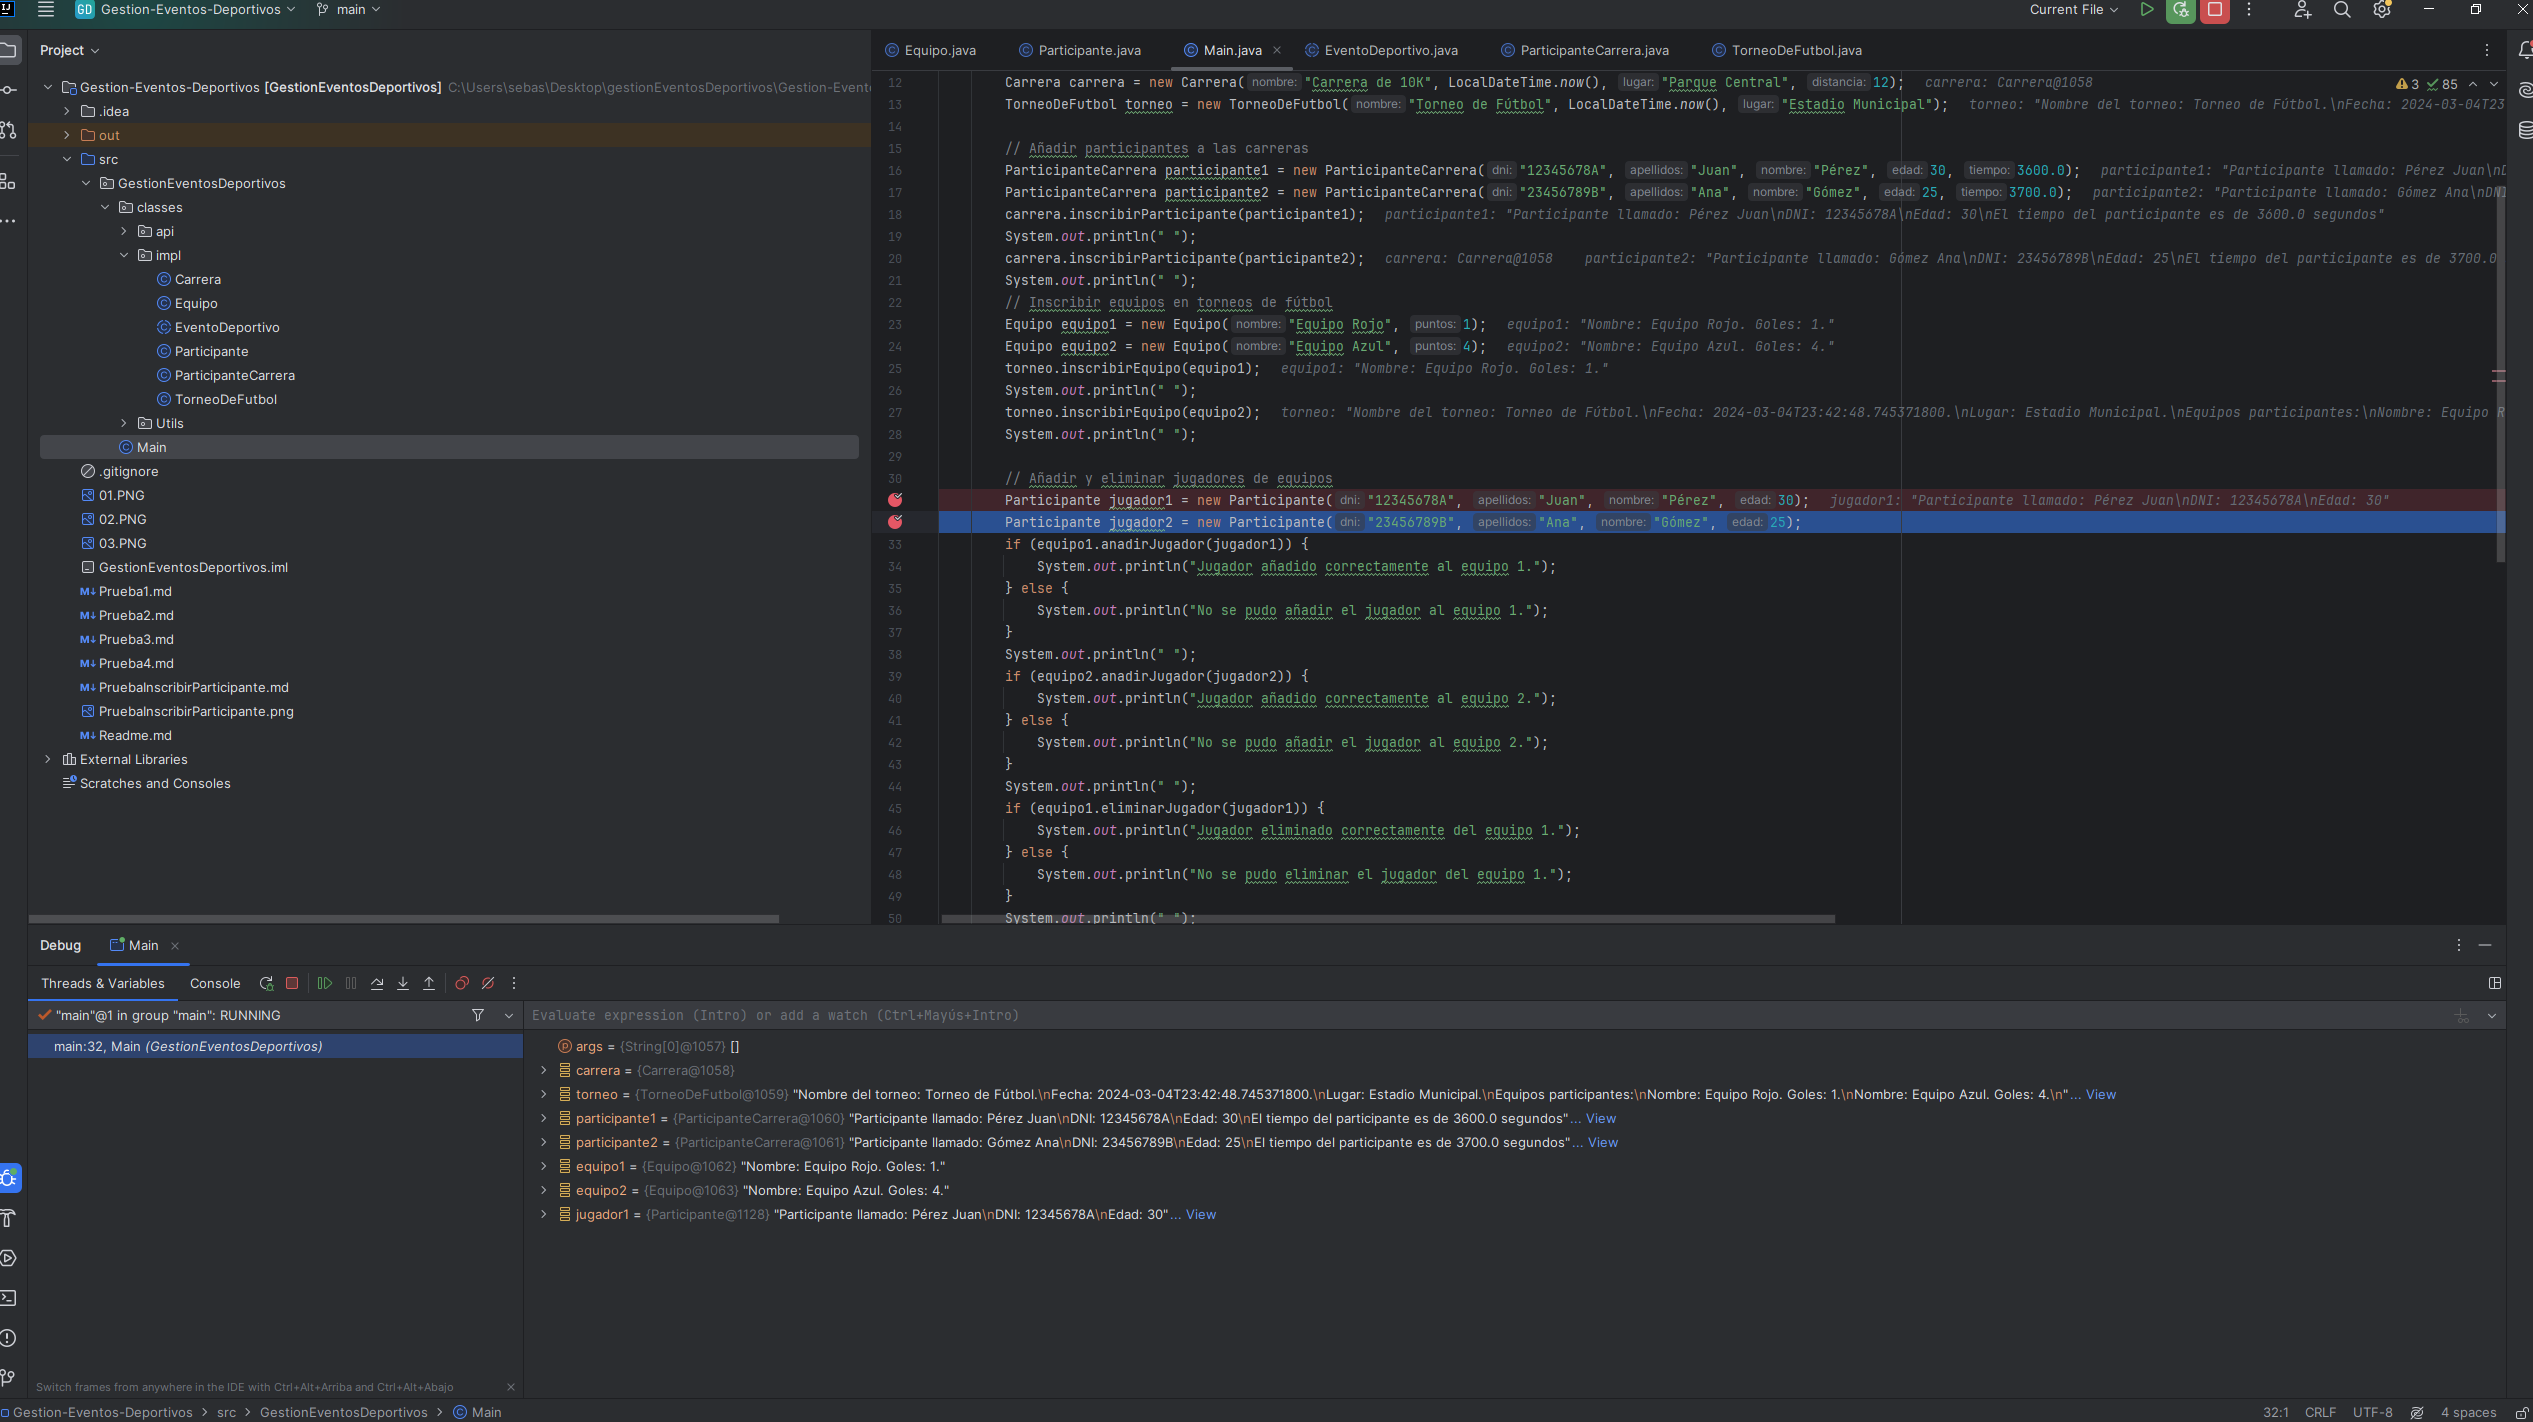 IJ
GD Gestion-Eventos-Deportivos main Current File
Project
Equipo.java Participante.java Main.java EventoDeportivo.java ParticipanteCarrera.java TorneoDeFutbol.java
Gestion-Eventos-Deportivos [GestionEventosDeportivos] C:\Users\sebas\Desktop\gestionEventosDeportivos\Gestion-Event
.idea
out
src
GestionEventosDeportivos
classes
api
impl
Carrera
Equipo
EventoDeportivo
Participante
ParticipanteCarrera
TorneoDeFutbol
Utils
Main
.gitignore
01.PNG
02.PNG
03.PNG
GestionEventosDeportivos.iml
M↓ Prueba1.md
M↓ Prueba2.md
M↓ Prueba3.md
M↓ Prueba4.md
M↓ PruebaInscribirParticipante.md
PruebaInscribirParticipante.png
M↓ Readme.md
External Libraries
Scratches and Consoles
3 85
12 Carrera carrera = new Carrera( nombre: "Carrera de 10K", LocalDateTime.now(), lugar: "Parque Central", distancia: 12); carrera: Carrera@1058
13 TorneoDeFutbol torneo = new TorneoDeFutbol( nombre: "Torneo de Fútbol", LocalDateTime.now(), lugar: "Estadio Municipal"); torneo: "Nombre del torneo: Torneo de Fútbol.\nFecha: 2024-03-04T23
14
15 // Añadir participantes a las carreras
16 ParticipanteCarrera participante1 = new ParticipanteCarrera( dni: "12345678A", apellidos: "Juan", nombre: "Pérez", edad: 30, tiempo: 3600.0); participante1: "Participante llamado: Pérez Juan\nD
17 ParticipanteCarrera participante2 = new ParticipanteCarrera( dni: "23456789B", apellidos: "Ana", nombre: "Gómez", edad: 25, tiempo: 3700.0); participante2: "Participante llamado: Gómez Ana\nDN
18 carrera.inscribirParticipante(participante1); participante1: "Participante llamado: Pérez Juan\nDNI: 12345678A\nEdad: 30\nEl tiempo del participante es de 3600.0 segundos"
19 System.out.println(" ");
20 carrera.inscribirParticipante(participante2); carrera: Carrera@1058 participante2: "Participante llamado: Gómez Ana\nDNI: 23456789B\nEdad: 25\nEl tiempo del participante es de 3700.0
21 System.out.println(" ");
22 // Inscribir equipos en torneos de fútbol
23 Equipo equipo1 = new Equipo( nombre: "Equipo Rojo", puntos: 1); equipo1: "Nombre: Equipo Rojo. Goles: 1."
24 Equipo equipo2 = new Equipo( nombre: "Equipo Azul", puntos: 4); equipo2: "Nombre: Equipo Azul. Goles: 4."
25 torneo.inscribirEquipo(equipo1); equipo1: "Nombre: Equipo Rojo. Goles: 1."
26 System.out.println(" ");
27 torneo.inscribirEquipo(equipo2); torneo: "Nombre del torneo: Torneo de Fútbol.\nFecha: 2024-03-04T23:42:48.745371800.\nLugar: Estadio Municipal.\nEquipos participantes:\nNombre: Equipo R
28 System.out.println(" ");
29
30 // Añadir y eliminar jugadores de equipos
Participante jugador1 = new Participante( dni: "12345678A", apellidos: "Juan", nombre: "Pérez", edad: 30); jugador1: "Participante llamado: Pérez Juan\nDNI: 12345678A\nEdad: 30"
Participante jugador2 = new Participante( dni: "23456789B", apellidos: "Ana", nombre: "Gómez", edad: 25);
33 if (equipo1.anadirJugador(jugador1)) {
34 System.out.println("Jugador añadido correctamente al equipo 1.");
35 } else {
36 System.out.println("No se pudo añadir el jugador al equipo 1.");
37 }
38 System.out.println(" ");
39 if (equipo2.anadirJugador(jugador2)) {
40 System.out.println("Jugador añadido correctamente al equipo 2.");
41 } else {
42 System.out.println("No se pudo añadir el jugador al equipo 2.");
43 }
44 System.out.println(" ");
45 if (equipo1.eliminarJugador(jugador1)) {
46 System.out.println("Jugador eliminado correctamente del equipo 1.");
47 } else {
48 System.out.println("No se pudo eliminar el jugador del equipo 1.");
49 }
50 System.out.println(" ");
Debug Main
Threads & Variables Console
"main"@1 in group "main": RUNNING
main:32, Main (GestionEventosDeportivos)
Evaluate expression (Intro) or add a watch (Ctrl+Mayús+Intro)
args = {String[0]@1057} []
carrera = {Carrera@1058}
torneo = {TorneoDeFutbol@1059} "Nombre del torneo: Torneo de Fútbol.\nFecha: 2024-03-04T23:42:48.745371800.\nLugar: Estadio Municipal.\nEquipos participantes:\nNombre: Equipo Rojo. Goles: 1.\nNombre: Equipo Azul. Goles: 4.\n"... View
participante1 = {ParticipanteCarrera@1060} "Participante llamado: Pérez Juan\nDNI: 12345678A\nEdad: 30\nEl tiempo del participante es de 3600.0 segundos"... View
participante2 = {ParticipanteCarrera@1061} "Participante llamado: Gómez Ana\nDNI: 23456789B\nEdad: 25\nEl tiempo del participante es de 3700.0 segundos"... View
equipo1 = {Equipo@1062} "Nombre: Equipo Rojo. Goles: 1."
equipo2 = {Equipo@1063} "Nombre: Equipo Azul. Goles: 4."
jugador1 = {Participante@1128} "Participante llamado: Pérez Juan\nDNI: 12345678A\nEdad: 30"... View
Switch frames from anywhere in the IDE with Ctrl+Alt+Arriba and Ctrl+Alt+Abajo
Gestion-Eventos-Deportivos > src > GestionEventosDeportivos > Main 32:1 CRLF UTF-8 4 spaces